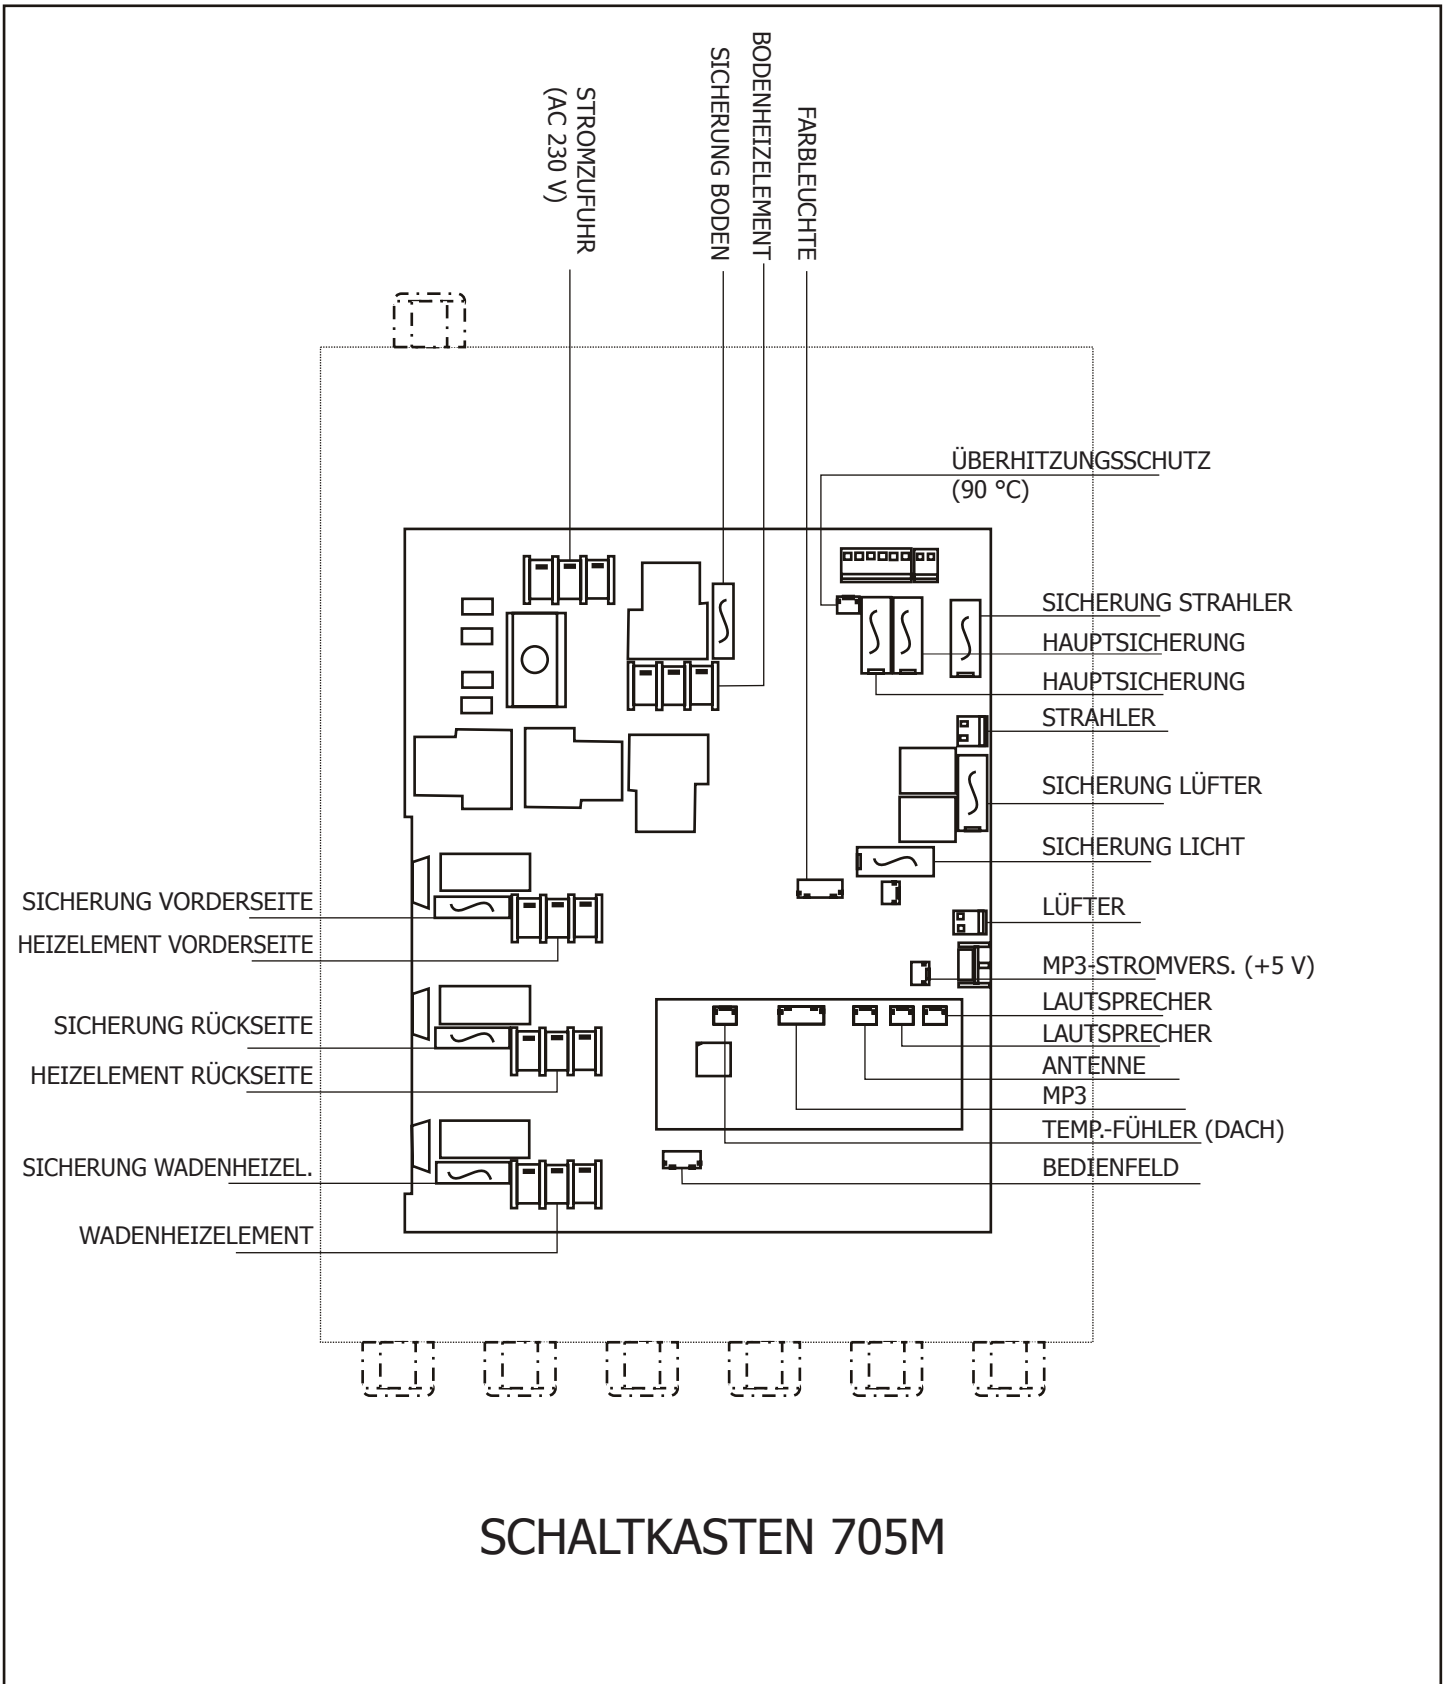 STROMZUFUHR
(AC 230 V)
SICHERUNG BODEN
BODENHEIZELEMENT
FARBLEUCHTE
ÜBERHITZUNGSSCHUTZ
(90 °C)
SICHERUNG STRAHLER
HAUPTSICHERUNG
HAUPTSICHERUNG
STRAHLER
SICHERUNG LÜFTER
SICHERUNG LICHT
LÜFTER
MP3-STROMVERS. (+5 V)
LAUTSPRECHER
LAUTSPRECHER
ANTENNE
MP3
TEMP.-FÜHLER (DACH)
BEDIENFELD
SICHERUNG VORDERSEITE
HEIZELEMENT VORDERSEITE
SICHERUNG RÜCKSEITE
HEIZELEMENT RÜCKSEITE
SICHERUNG WADENHEIZEL.
WADENHEIZELEMENT
SCHALTKASTEN 705M